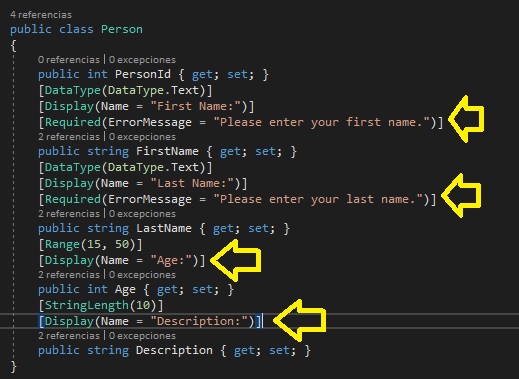 4 referencias
public class Person
{
0 referencias | 0 excepciones
public int PersonId { get; set; }
[DataType(DataType.Text)]
[Display(Name = "First Name:")]
[Required(ErrorMessage = "Please enter your first name.")]
2 referencias | 0 excepciones
public string FirstName { get; set; }
[DataType(DataType.Text)]
[Display(Name = "Last Name:")]
[Required(ErrorMessage = "Please enter your last name.")]
2 referencias | 0 excepciones
public string LastName { get; set; }
[Range(15, 50)]
[Display(Name = "Age:")]
2 referencias | 0 excepciones
public int Age { get; set; }
[StringLength(10)]
[Display(Name = "Description:")]
2 referencias | 0 excepciones
public string Description { get; set; }
}